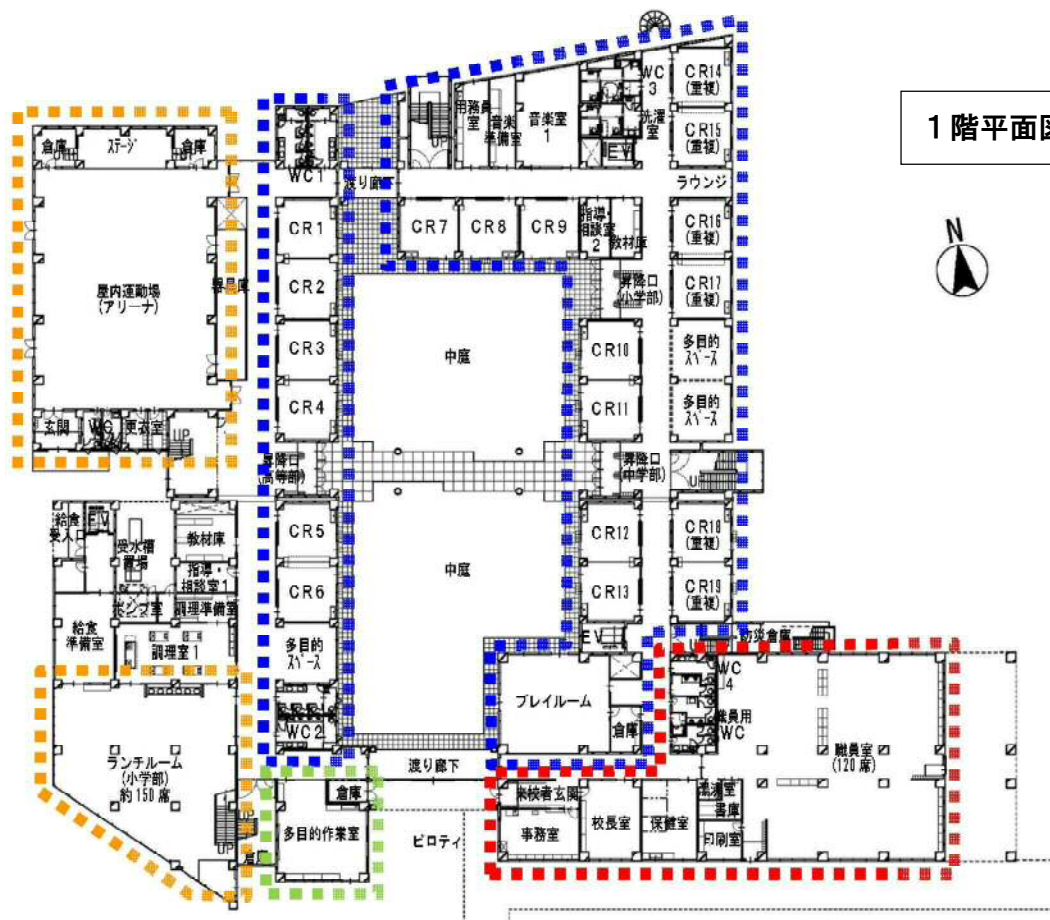 1階平面図
N
倉庫
ステージ
倉庫
屋内運動場
(アリーナ)
器具庫
玄関
WC
更衣室
UP
WC1
渡り廊下
CR1
CR2
CR3
CR4
昇降口
(高等部)
CR5
CR6
多目的
スペース
WC2
用務員
室
音楽
準備室
音楽室
1
UP
WC
3
洗濯
室
EV
CR14
(重複)
CR15
(重複)
ラウンジ
CR7
CR8
CR9
指導・
相談室
2
教材庫
CR16
(重複)
昇降口
(小学部)
CR17
(重複)
中庭
CR10
多目的
スペース
CR11
多目的
スペース
昇降口
(中学部)
UP
中庭
CR12
CR18
(重複)
CR13
CR19
(重複)
EV
UP
防災倉庫
給食
受入口
EV
受水槽
置場
教材庫
指導・
相談室1
ポンプ室
調理準備室
給食
準備室
調理室1
ランチルーム
(小学部)
約150席
UP
倉庫
倉庫
多目的作業室
渡り廊下
ピロティ
プレイルーム
倉庫
WC
4
職員用
WC
職員室
(120席)
来校者玄関
事務室
校長室
保健室
書庫
印刷室